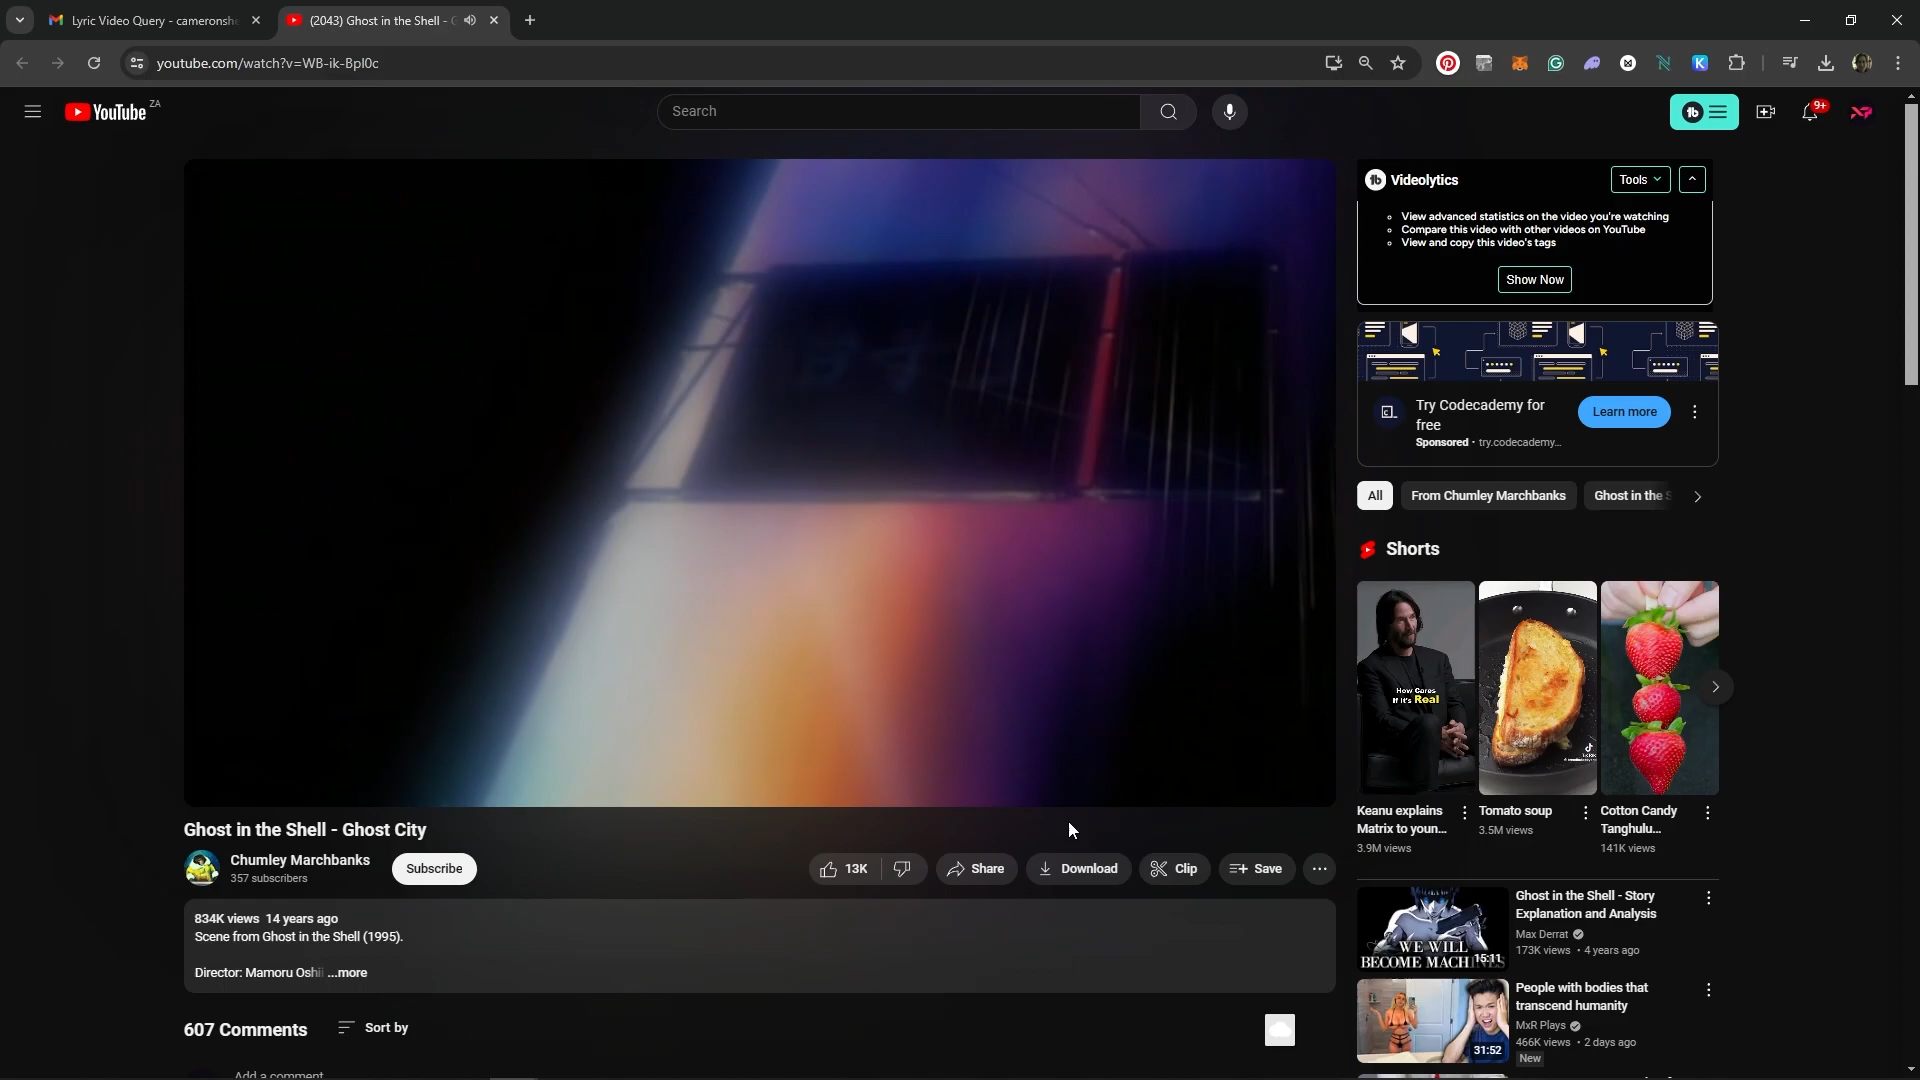 Lyric Video Query - cameronshe
(2043) Ghost in the Shell - G
youtube.com/watch?v=WB-ik-Bpl0c
YouTube ZA
Search
9+
Videolytics
Tools
View advanced statistics on the video you're watching
Compare this video with other videos on YouTube
View and copy this video's tags
Show Now
Try Codecademy for
free
Learn more
Sponsored · try.codecademy...
All
From Chumley Marchbanks
Ghost in the S
Shorts
How Cares
If it's Real
Keanu explains
Matrix to youn...
3.9M views
Tomato soup
3.5M views
Cotton Candy
Tanghulu...
141K views
Ghost in the Shell - Ghost City
Chumley Marchbanks
357 subscribers
Subscribe
13K
Share
Download
Clip
Save
834K views 14 years ago
Scene from Ghost in the Shell (1995).
Director: Mamoru Oshii ...more
607 Comments
Sort by
Add a comment
WE WILL
BECOME MACHINES
15:11
Ghost in the Shell - Story
Explanation and Analysis
Max Derrat
173K views • 4 years ago
31:52
People with bodies that
transcend humanity
MxR Plays
466K views • 2 days ago
New